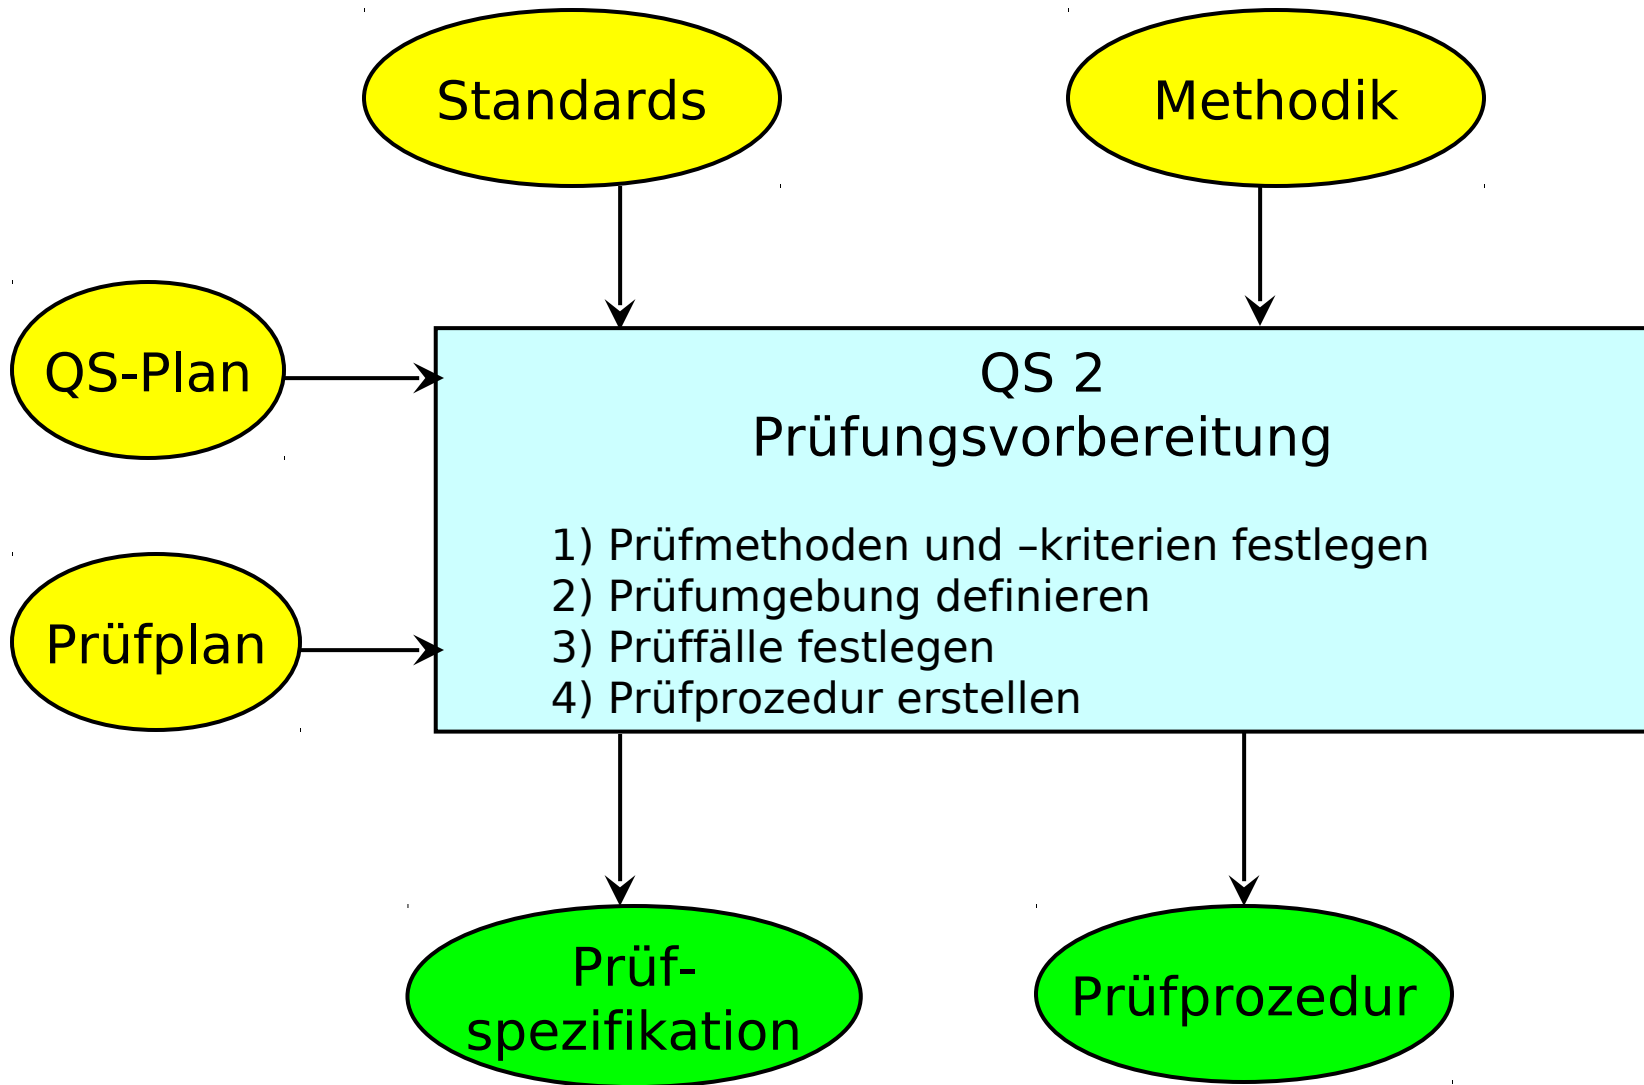 Standards
Methodik
QS-Plan
QS 2
Prüfungsvorbereitung
1) Prüfmethoden und –kriterien festlegen
2) Prüfumgebung definieren
3) Prüffälle festlegen
4) Prüfprozedur erstellen
Prüfplan
Prüf-
spezifikation
Prüfprozedur